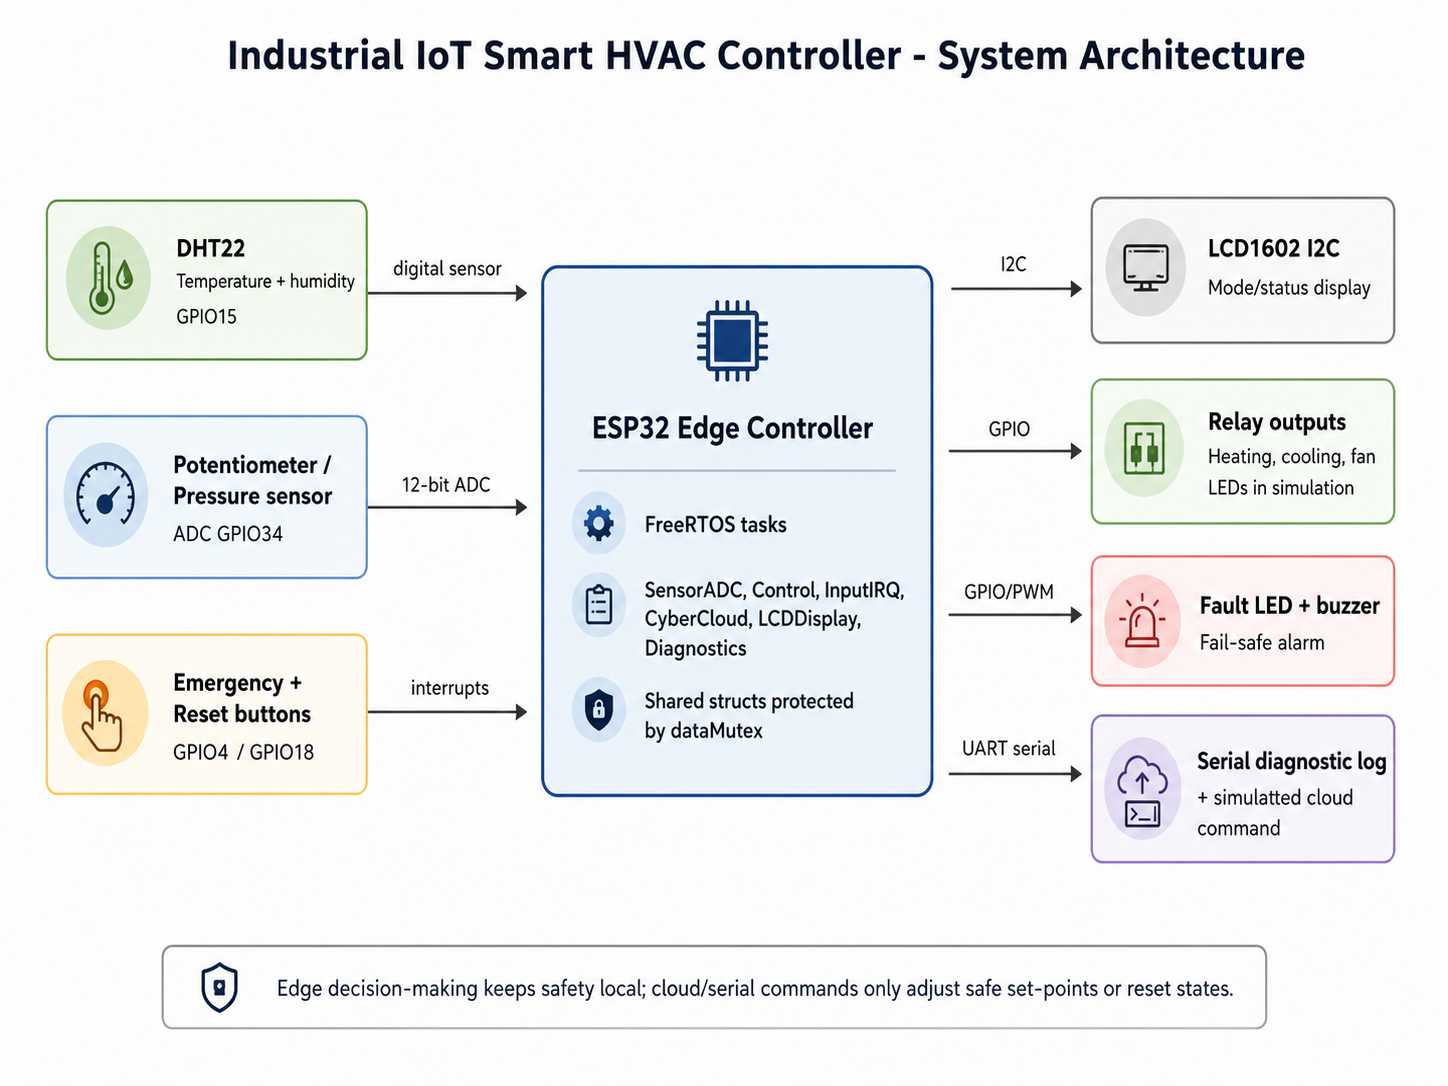 Industrial IoT Smart HVAC Controller - System Architecture
DHT22
Temperature + humidity
GPIO15
digital sensor
Potentiometer /
Pressure sensor
ADC GPIO34
12-bit ADC
Emergency +
Reset buttons
GPIO4 / GPIO18
interrupts
ESP32 Edge Controller
FreeRTOS tasks
SensorADC, Control, InputIRQ,
CyberCloud, LCDDisplay,
Diagnostics
Shared structs protected
by dataMutex
I2C
LCD1602 I2C
Mode/status display
GPIO
Relay outputs
Heating, cooling, fan
LEDs in simulation
GPIO/PWM
Fault LED + buzzer
Fail-safe alarm
UART serial
Serial diagnostic log
+ simulatted cloud
command
Edge decision-making keeps safety local; cloud/serial commands only adjust safe set-points or reset states.